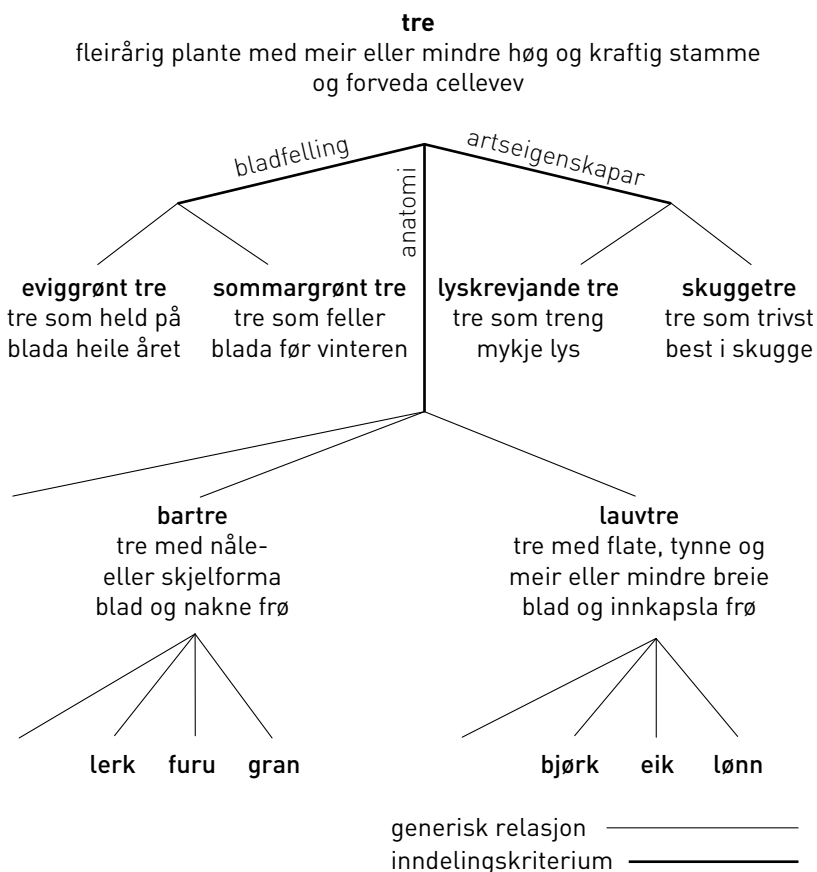 tre
fleirårig plante med meir eller mindre høg og kraftig stamme
og forveda cellevev
bladfelling
anatomi
artseigenskapar
eviggrønt tre
tre som held på
blada heile året
sommargrønt tre
tre som feller
blada før vinteren
lyskrevjande tre
tre som treng
mykje lys
skuggetre
tre som trivst
best i skugge
bartre
tre med nåle-
eller skjelforma
blad og nakne frø
lauvtre
tre med flate, tynne og
meir eller mindre breie
blad og innkapsla frø
lerk furu gran
bjørk eik lønn
generisk relasjon
inndelingskriterium